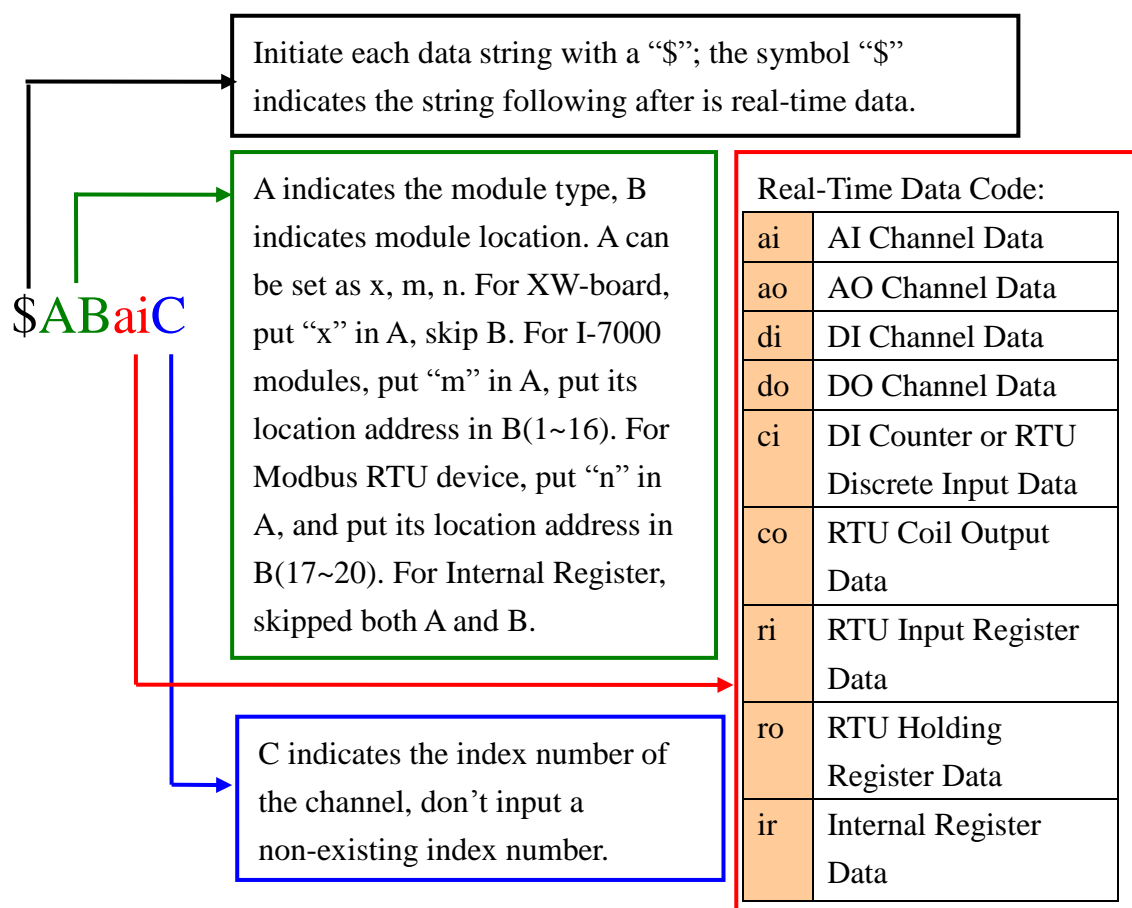 Initiate each data string with a “$”; the symbol “$”
indicates the string following after is real-time data.
$ABaiC
A indicates the module type, B
indicates module location. A can
be set as x, m, n. For XW-board,
put “x” in A, skip B. For I-7000
modules, put “m” in A, put its
location address in B(1~16). For
Modbus RTU device, put “n” in
A, and put its location address in
B(17~20). For Internal Register,
skipped both A and B.
C indicates the index number of
the channel, don’t input a
non-existing index number.
Real-Time Data Code:
ai AI Channel Data
ao AO Channel Data
di DI Channel Data
do DO Channel Data
ci DI Counter or RTU
Discrete Input Data
co RTU Coil Output
Data
ri RTU Input Register
Data
ro RTU Holding
Register Data
ir Internal Register
Data